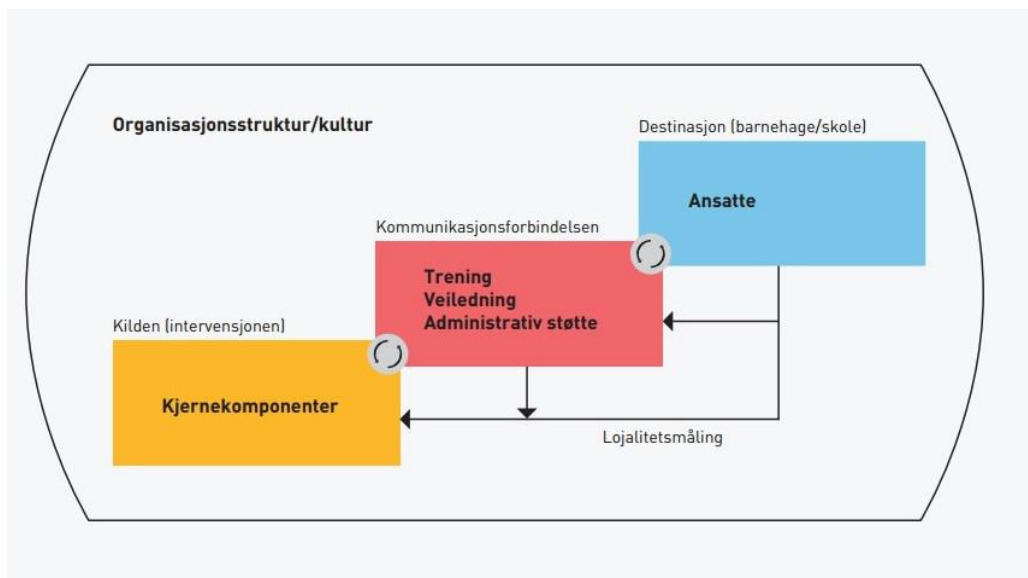 Organisasjonsstruktur/kultur
Destinasjon (barnehage/skole)
Ansatte
Kommunikasjonsforbindelsen
Trening
Veiledning
Administrativ støtte
Kilden (intervensjonen)
Kjernekomponenter
Lojalitetsmåling